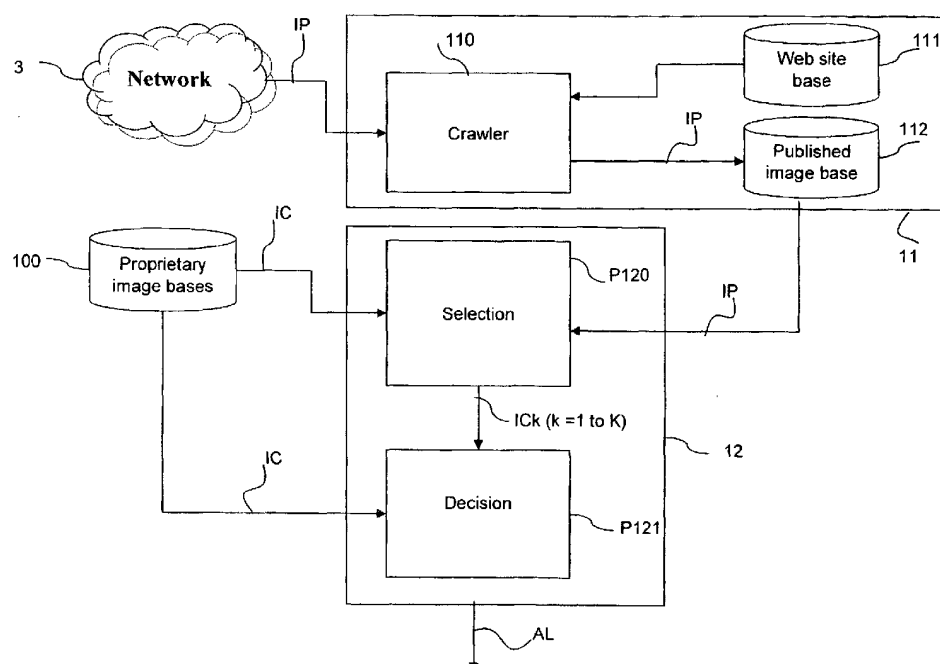 IP
110
111
3
Network
Web site
base
Crawler
IP
112
Published
image base
IC
11
100
Proprietary
image bases
P120
IP
Selection
ICk (k =1 to K)
12
IC
Decision
P121
AL